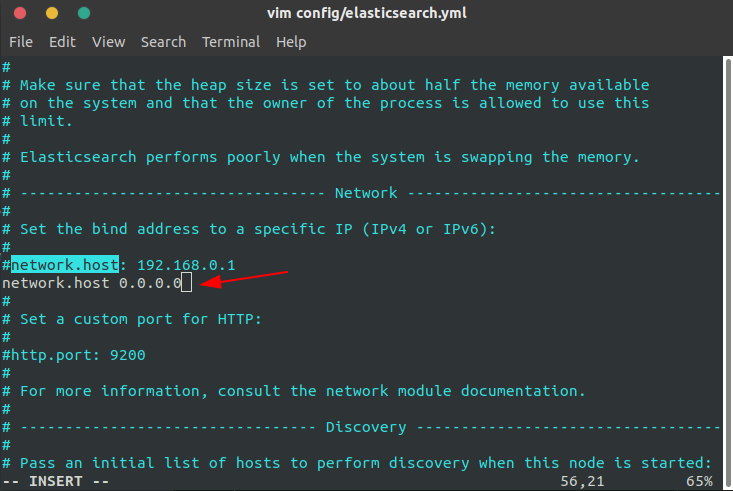 vim config/elasticsearch.yml
File Edit View Search Terminal Help
#
# Make sure that the heap size is set to about half the memory available
# on the system and that the owner of the process is allowed to use this
# limit.
#
# Elasticsearch performs poorly when the system is swapping the memory.
#
# ---------------------------------- Network -----------------------------------
#
# Set the bind address to a specific IP (IPv4 or IPv6):
#
#network.host: 192.168.0.1
network.host 0.0.0.0
#
# Set a custom port for HTTP:
#
#http.port: 9200
#
# For more information, consult the network module documentation.
#
# --------------------------------- Discovery ----------------------------------
#
# Pass an initial list of hosts to perform discovery when this node is started:
-- INSERT -- 56,21 65%